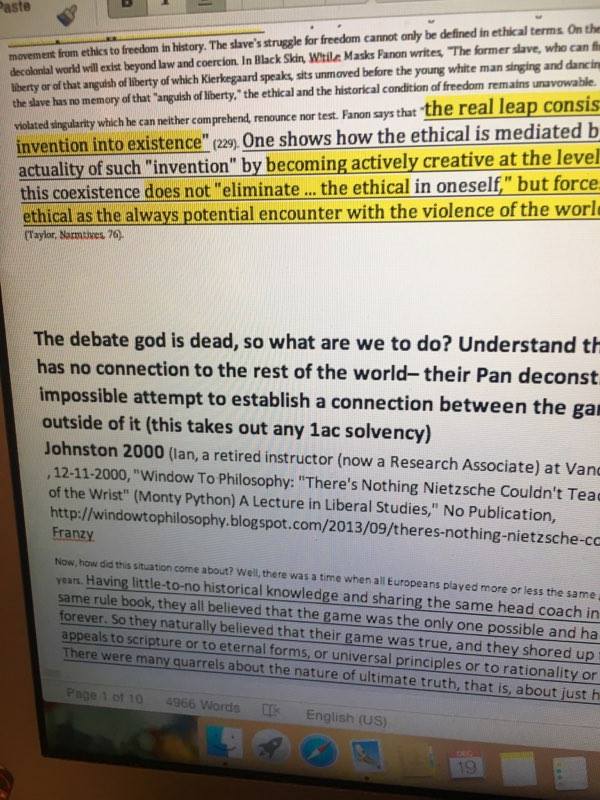 Paste
B
movement from ethics to freedom in history. The slave's struggle for freedom cannot only be defined in ethical terms. On the
decolonial world will exist beyond law and coercion. In Black Skin, White Masks Fanon writes, "The former slave, who can
liberty or of that anguish of liberty of which Kierkegaard speaks, sits unmoved before the young white man singing and
the slave has no memory of that "anguish of liberty," the ethical and the historical condition of freedom remains unavowable.
violated singularity which he can neither comprehend, renounce nor test. Fanon says that "the real leap consis
invention into existence" (229). One shows how the ethical is mediated b
actuality of such "invention" by becoming actively creative at the level
this coexistence does not "eliminate ... the ethical in oneself," but force
ethical as the always potential encounter with the violence of the worl
(Taylor, Narmtives, 76).
The debate god is dead, so what are we to do? Understand th
has no connection to the rest of the world– their Pan deconst
impossible attempt to establish a connection between the ga
outside of it (this takes out any 1ac solvency)
Johnston 2000 (Ian, a retired instructor (now a Research Associate) at Vanc
, 12-11-2000, "Window To Philosophy: "There's Nothing Nietzsche Couldn't Tea
of the Wrist" (Monty Python) A Lecture in Liberal Studies," No Publication,
http://windowtophilosophy.blogspot.com/2013/09/theres-nothing-nietzsche-co
Franzy
Now, how did this situation come about? Well, there was a time when all Europeans played more or less the same
years. Having little-to-no historical knowledge and sharing the same head coach in
same rule book, they all believed that the game was the only one possible and ha
forever. So they naturally believed that their game was true, and they shored up
appeals to scripture or to eternal forms, or universal principles or to rationality or
There were many quarrels about the nature of ultimate truth, that is, about just h
Page 1 of 10 4966 Words English (US)
DEC
19